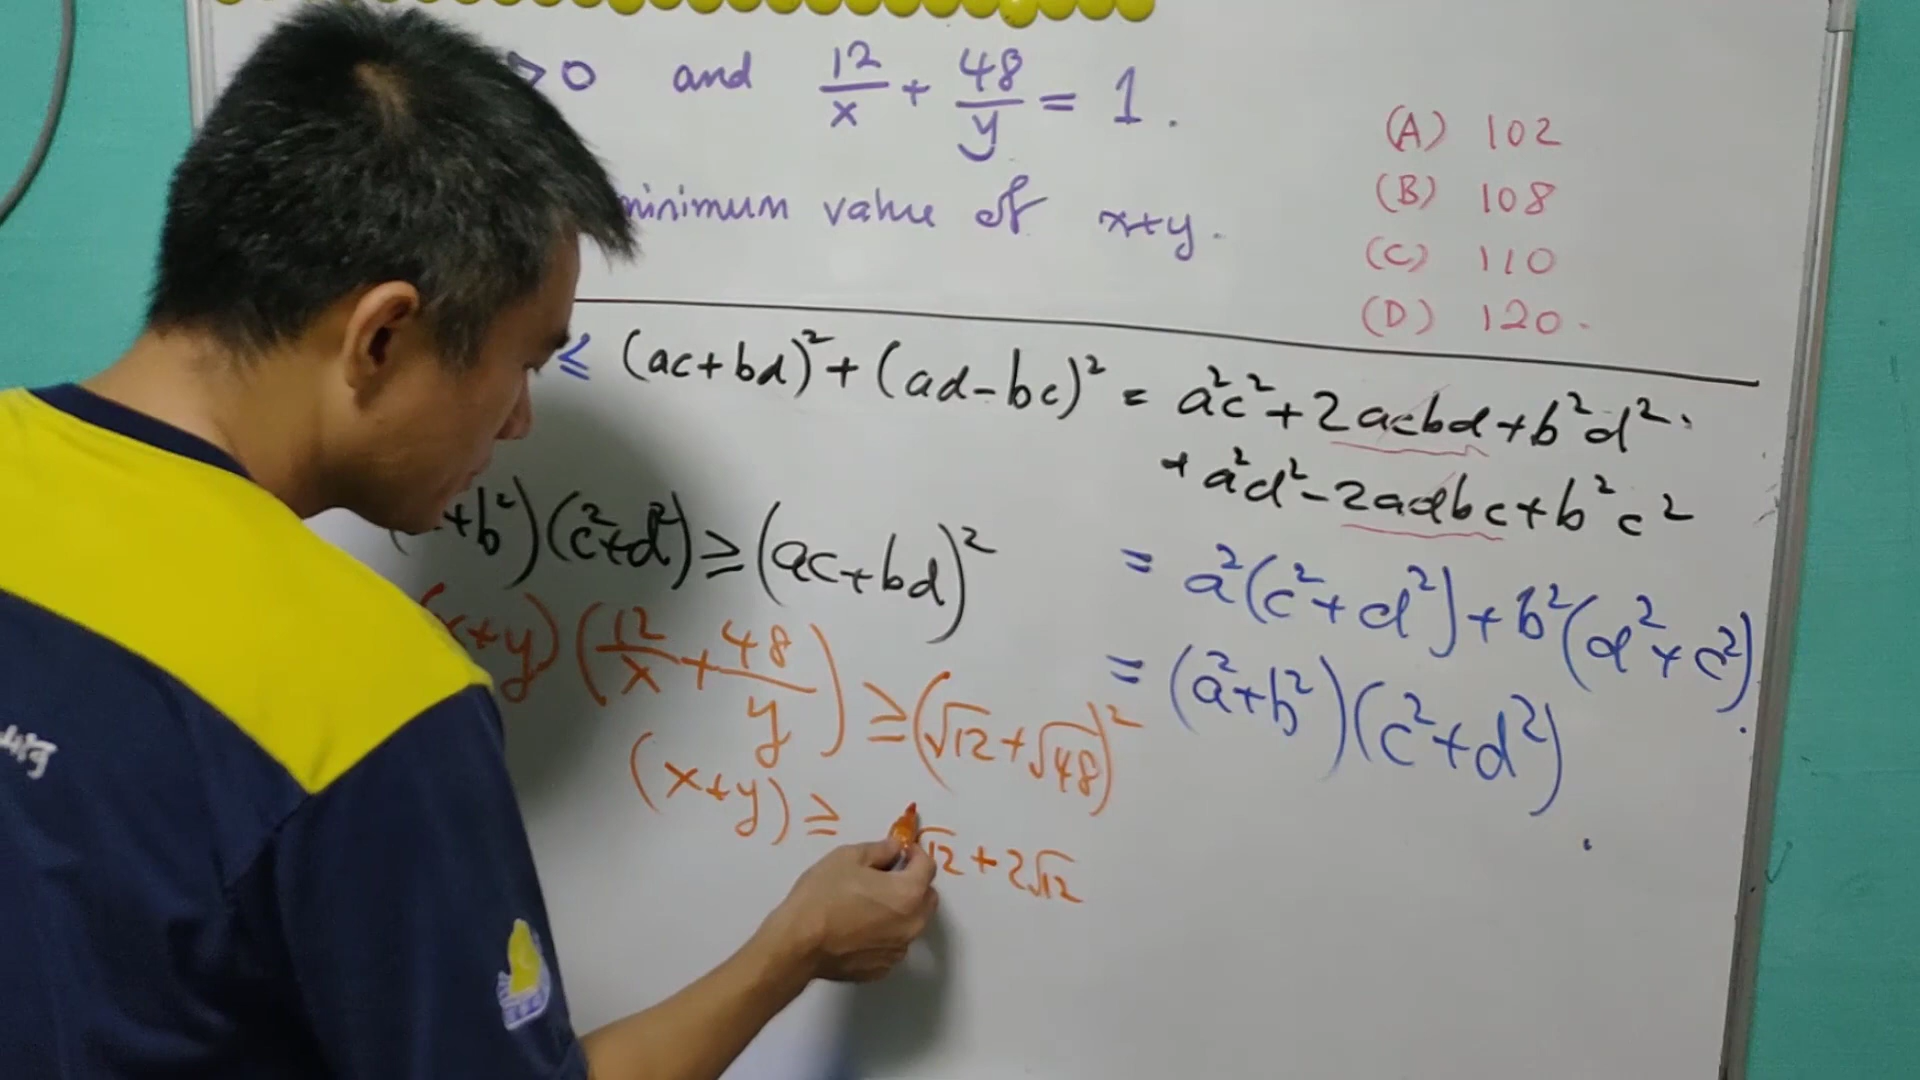 >0 and 12/x + 48/y = 1.
minimum value of x+y.
(A) 102
(B) 108
(C) 110
(D) 120.
≤ (ac+bd)² + (ad-bc)² = a²c² + 2acbd + b²d²
+ a²d² - 2adbc + b²c²
= a²(c²+d²) + b²(d²+c²).
= (a²+b²)(c²+d²)
+b²)(c²+d²) ≥ (ac+bd)²
(x+y)(12/x + 48/y) ≥ (√12 + √48)²
(x+y) ≥ √12 + 2√12